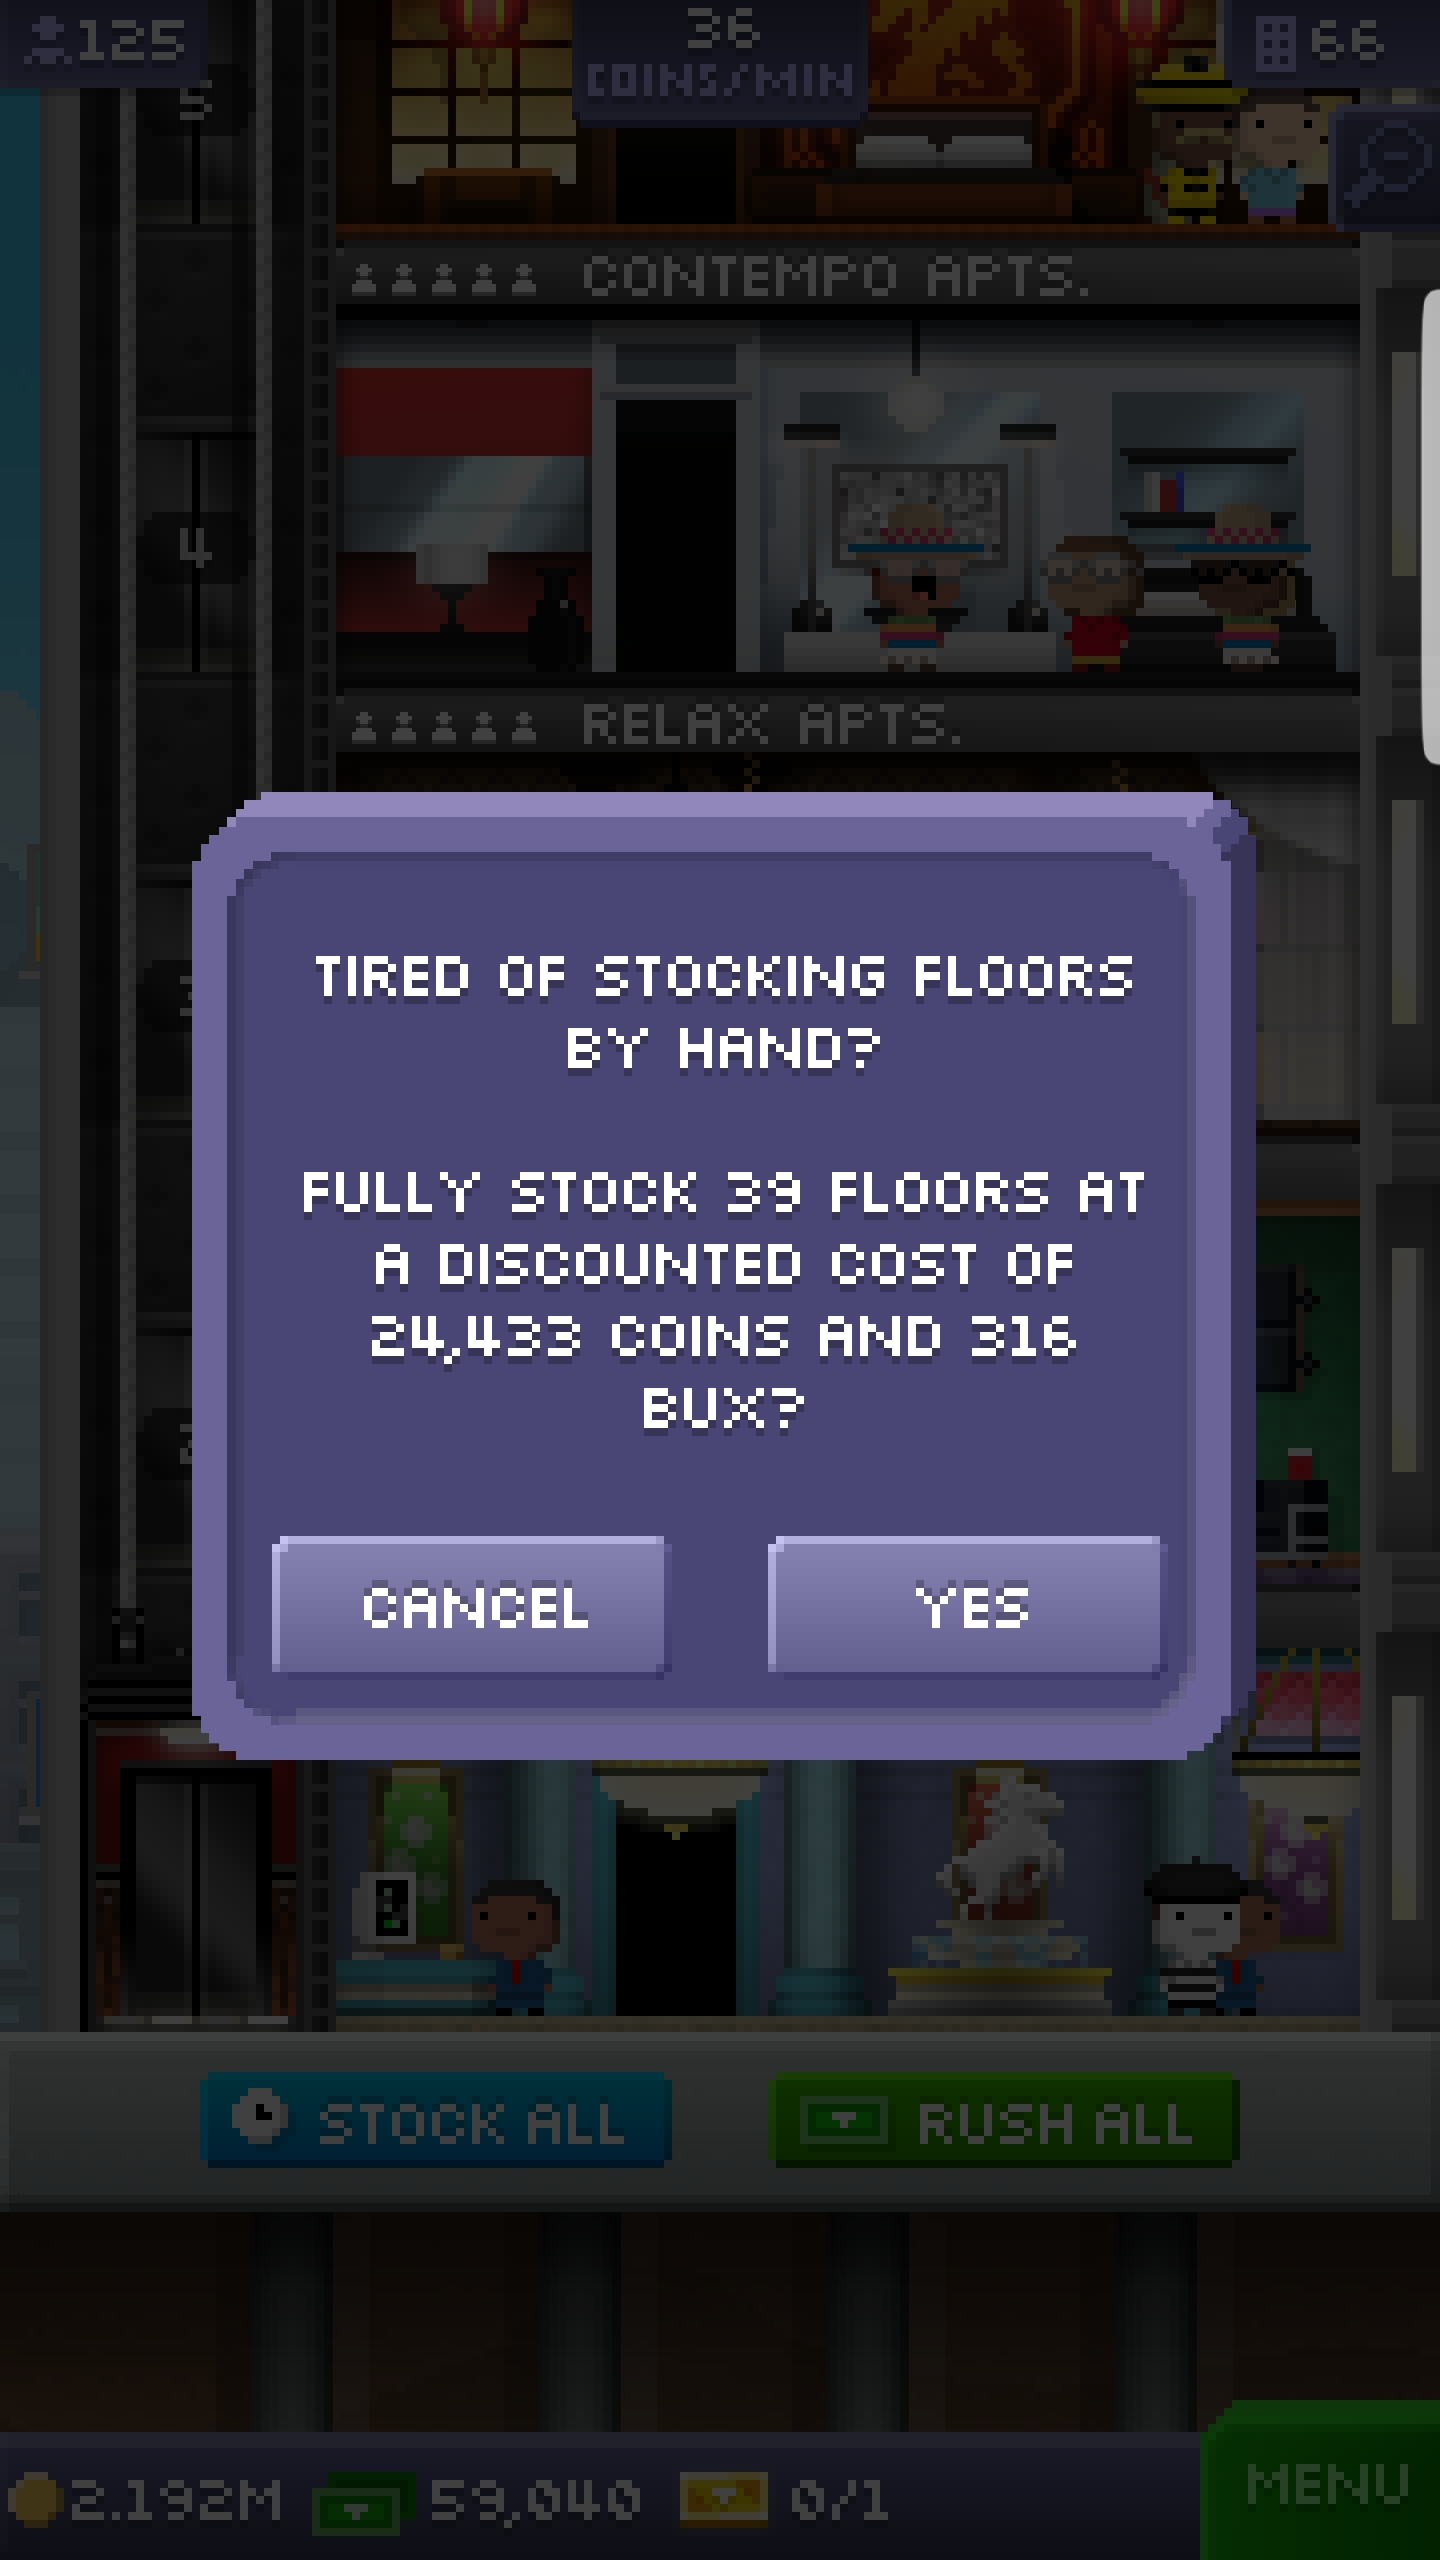 125
36
COINS/MIN
66
5
CONTEMPO APTS.
4
RELAX APTS.
TIRED OF STOCKING FLOORS
BY HAND?
FULLY STOCK 39 FLOORS AT
A DISCOUNTED COST OF
24,433 COINS AND 316
BUX?
CANCEL
YES
STOCK ALL
RUSH ALL
2.192M
59,040
0/1
MENU